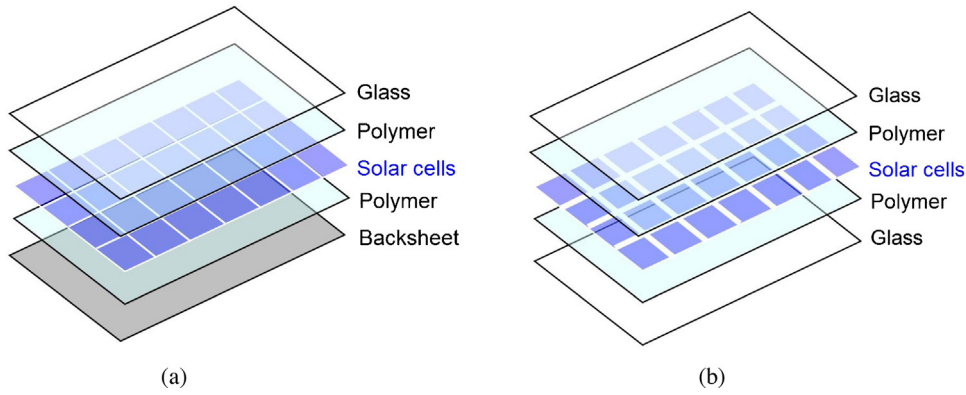 Glass
Polymer
Solar cells
Polymer
Backsheet
(a)
Glass
Polymer
Solar cells
Polymer
Glass
(b)